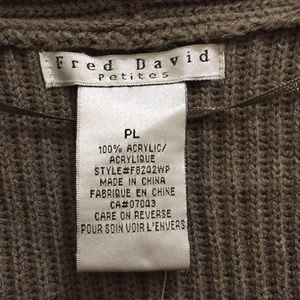 Fred David
Petites
PL
100% ACRYLIC/
ACRYLIQUE
STYLE#F82Q2WP
MADE IN CHINA
FABRIQUE EN CHINE
CA#07003
CARE ON REVERSE
POUR SOIN VOIR L'ENVERS